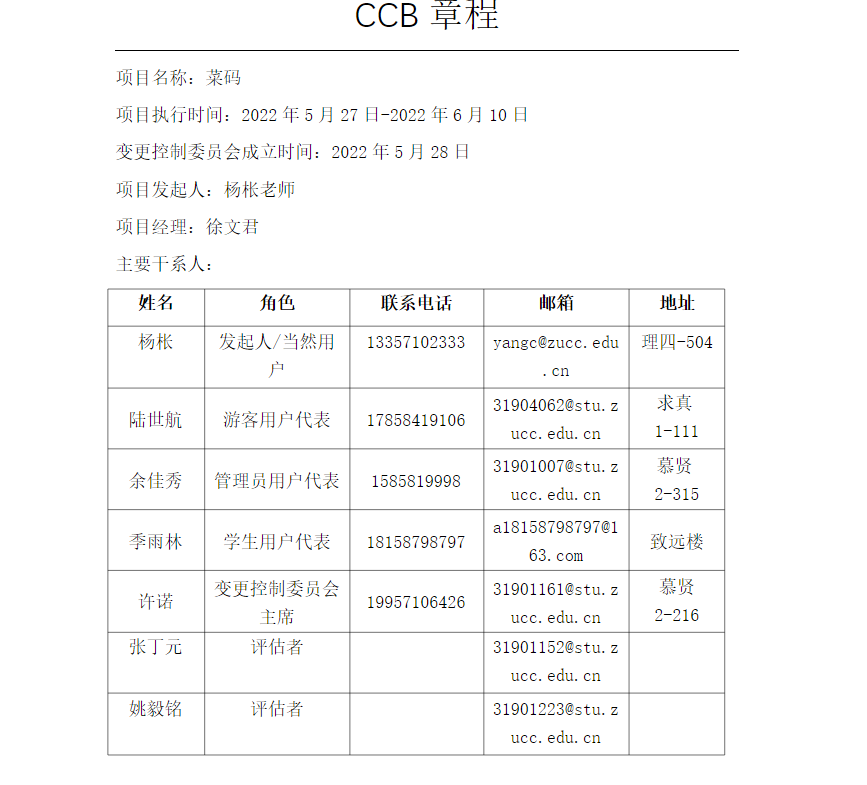 CCB 章程
项目名称：菜码
项目执行时间：2022 年 5 月 27 日-2022 年 6 月 10 日
变更控制委员会成立时间：2022 年 5 月 28 日
项目发起人：杨枨老师
项目经理：徐文君
主要干系人：
姓名 角色 联系电话 邮箱 地址
杨枨 发起人/当然用 13357102333 yangc@zucc.edu 理四-504
户 .cn
陆世航 游客用户代表 17858419106 31904062@stu.z 求真
ucc.edu.cn 1-111
余佳秀 管理员用户代表 1585819998 31901007@stu.z 慕贤
ucc.edu.cn 2-315
季雨林 学生用户代表 18158798797 a18158798797@1 致远楼
63.com
许诺 变更控制委员会 19957106426 31901161@stu.z 慕贤
主席 ucc.edu.cn 2-216
张丁元 评估者 31901152@stu.z
ucc.edu.cn
姚毅铭 评估者 31901223@stu.z
ucc.edu.cn